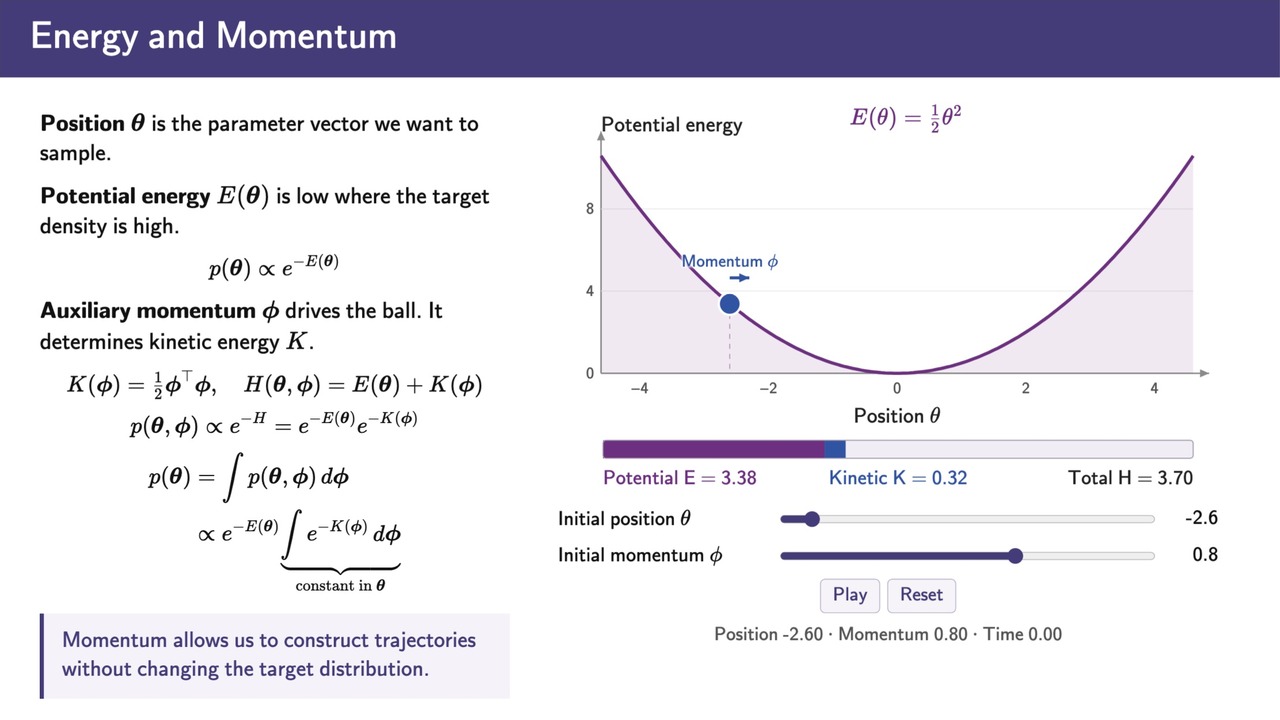 Energy and Momentum
Position θ is the parameter vector we want to
sample.
Potential energy E(θ) is low where the target
density is high.
p(θ) ∝ e^{−E(θ)}
Auxiliary momentum ϕ drives the ball. It
determines kinetic energy K.
K(ϕ) = ½ϕ^⊤ϕ, H(θ, ϕ) = E(θ) + K(ϕ)
p(θ, ϕ) ∝ e^{−H} = e^{−E(θ)}e^{−K(ϕ)}
p(θ) = ∫ p(θ, ϕ) dϕ
∝ e^{−E(θ)} ∫ e^{−K(ϕ)} dϕ
constant in θ
Momentum allows us to construct trajectories
without changing the target distribution.
Potential energy
E(θ) = ½θ²
8
Momentum ϕ
4
0
−4 −2 0 2 4
Position θ
Potential E = 3.38 Kinetic K = 0.32 Total H = 3.70
Initial position θ -2.6
Initial momentum ϕ 0.8
Play Reset
Position -2.60 · Momentum 0.80 · Time 0.00